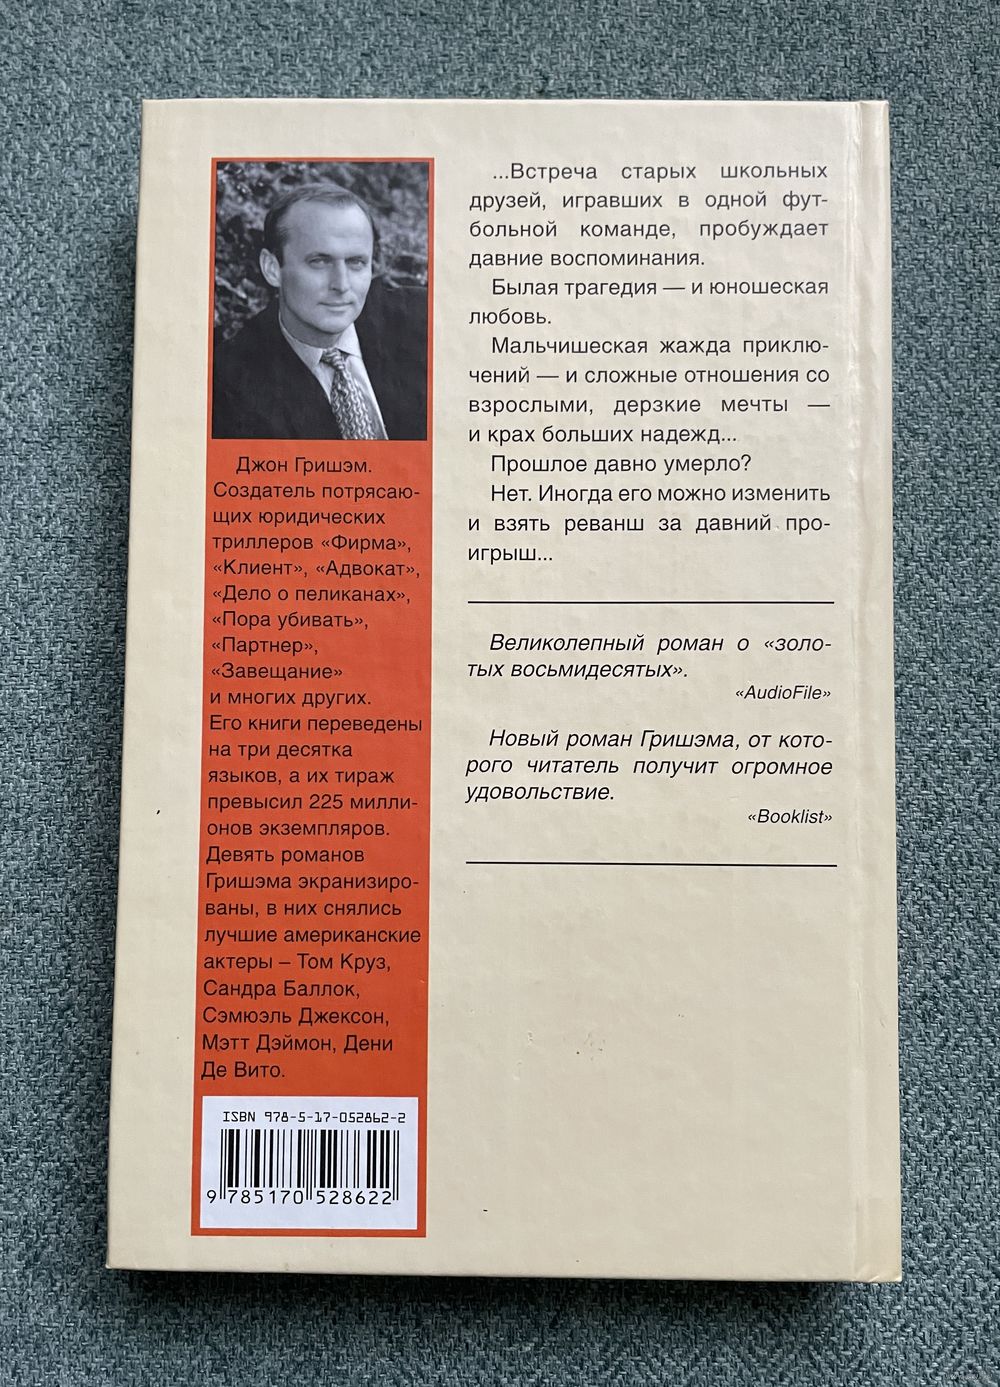 Джон Гришэм.
Создатель потрясаю-
щих юридических
триллеров «Фирма»,
«Клиент», «Адвокат»,
«Дело о пеликанах»,
«Пора убивать»,
«Партнер»,
«Завещание»
и многих других.
Его книги переведены
на три десятка
языков, а их тираж
превысил 225 милли-
онов экземпляров.
Девять романов
Гришэма экранизиро-
ваны, в них снялись
лучшие американские
актеры – Том Круз,
Сандра Баллок,
Сэмюэль Джексон,
Мэтт Дэймон, Дени
Де Вито.
ISBN 978-5-17-052862-2
9 785170 528622
...Встреча старых школьных
друзей, игравших в одной фут-
больной команде, пробуждает
давние воспоминания.
Былая трагедия — и юношеская
любовь.
Мальчишеская жажда приклю-
чений — и сложные отношения со
взрослыми, дерзкие мечты —
и крах больших надежд...
Прошлое давно умерло?
Нет. Иногда его можно изменить
и взять реванш за давний про-
игрыш...
Великолепный роман о «золо-
тых восьмидесятых».
«AudioFile»
Новый роман Гришэма, от кото-
рого читатель получит огромное
удовольствие.
«Booklist»